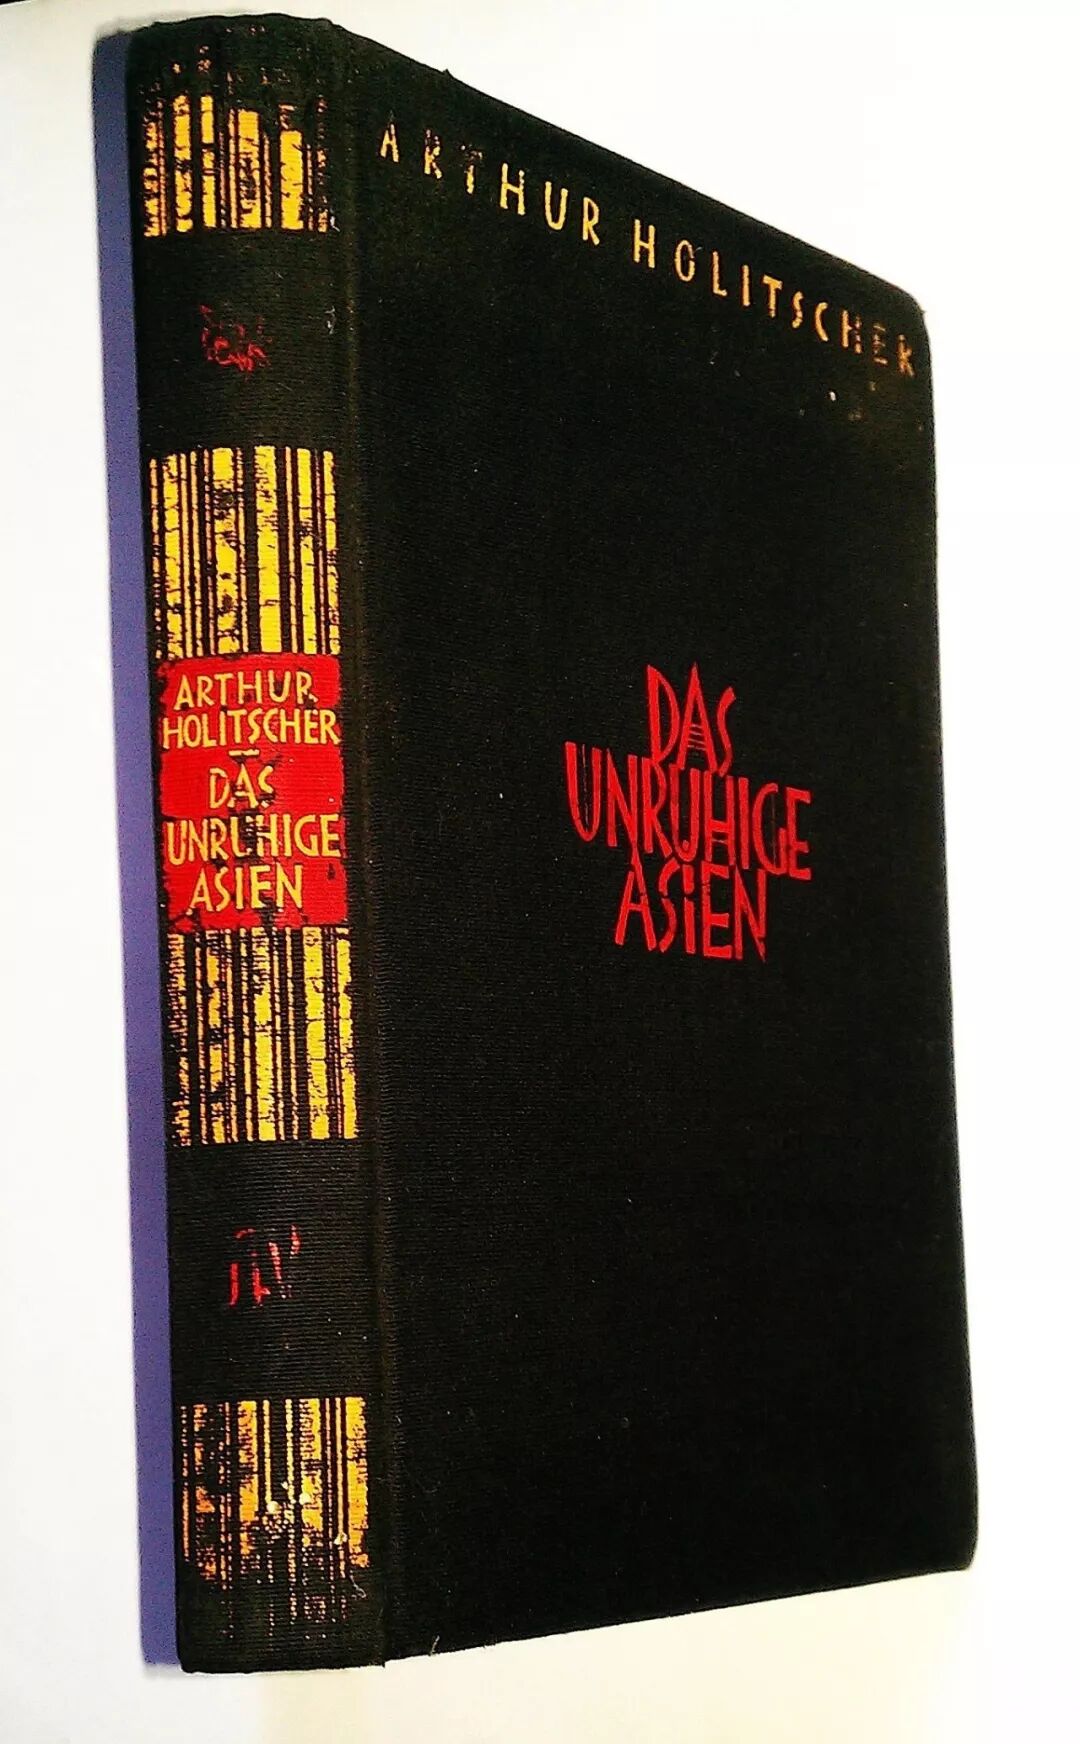 ARTHUR
HOLITSCHER
DAS
UNRUHIGE
ASIEN
ARTHUR HOLITSCHER
DAS
UNRUHIGE
ASIEN